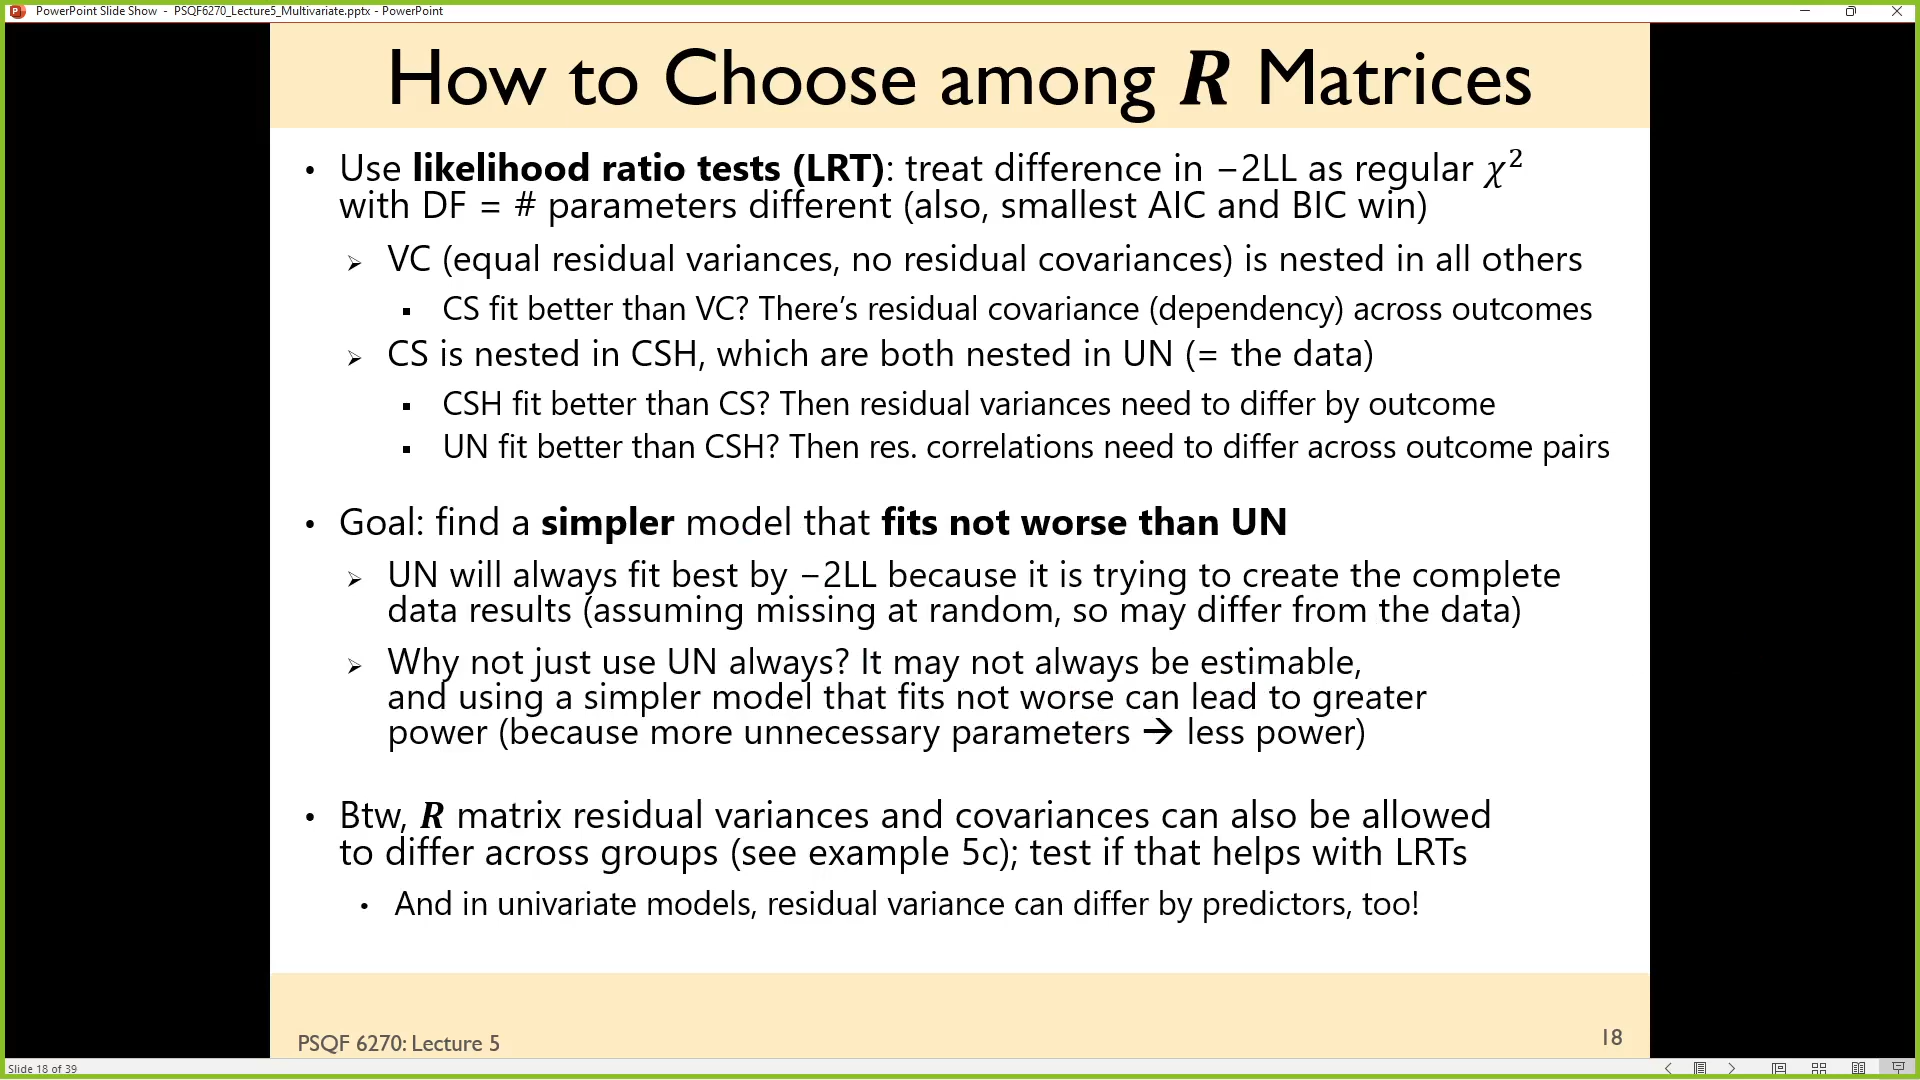 PowerPoint Slide Show - PSQF6270_Lecture5_Multivariate.pptx - PowerPoint
How to Choose among R Matrices
• Use likelihood ratio tests (LRT): treat difference in −2LL as regular χ²
with DF = # parameters different (also, smallest AIC and BIC win)
➢ VC (equal residual variances, no residual covariances) is nested in all others
▪ CS fit better than VC? There’s residual covariance (dependency) across outcomes
➢ CS is nested in CSH, which are both nested in UN (= the data)
▪ CSH fit better than CS? Then residual variances need to differ by outcome
▪ UN fit better than CSH? Then res. correlations need to differ across outcome pairs
• Goal: find a simpler model that fits not worse than UN
➢ UN will always fit best by −2LL because it is trying to create the complete
data results (assuming missing at random, so may differ from the data)
➢ Why not just use UN always? It may not always be estimable,
and using a simpler model that fits not worse can lead to greater
power (because more unnecessary parameters → less power)
• Btw, R matrix residual variances and covariances can also be allowed
to differ across groups (see example 5c); test if that helps with LRTs
• And in univariate models, residual variance can differ by predictors, too!
PSQF 6270: Lecture 5
18
Slide 18 of 39